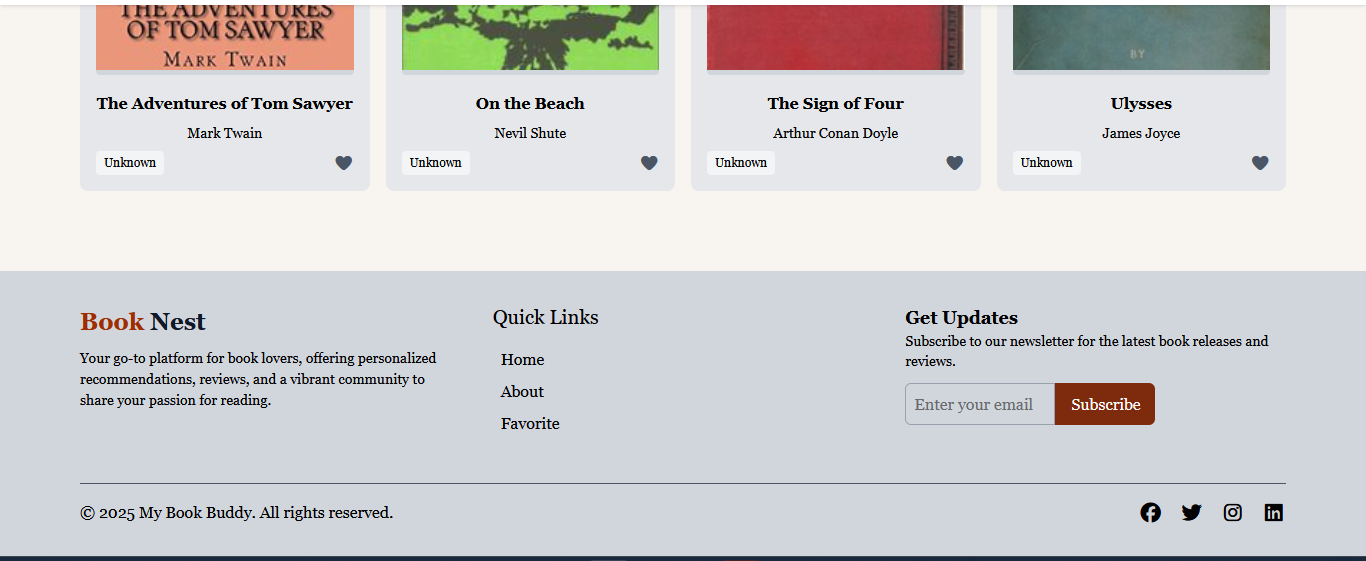 THE ADVENTURES
OF TOM SAWYER
MARK TWAIN
BY
The Adventures of Tom Sawyer
Mark Twain
Unknown
On the Beach
Nevil Shute
Unknown
The Sign of Four
Arthur Conan Doyle
Unknown
Ulysses
James Joyce
Unknown
Book Nest
Your go-to platform for book lovers, offering personalized
recommendations, reviews, and a vibrant community to
share your passion for reading.
Quick Links
Home
About
Favorite
Get Updates
Subscribe to our newsletter for the latest book releases and
reviews.
Enter your email
Subscribe
© 2025 My Book Buddy. All rights reserved.